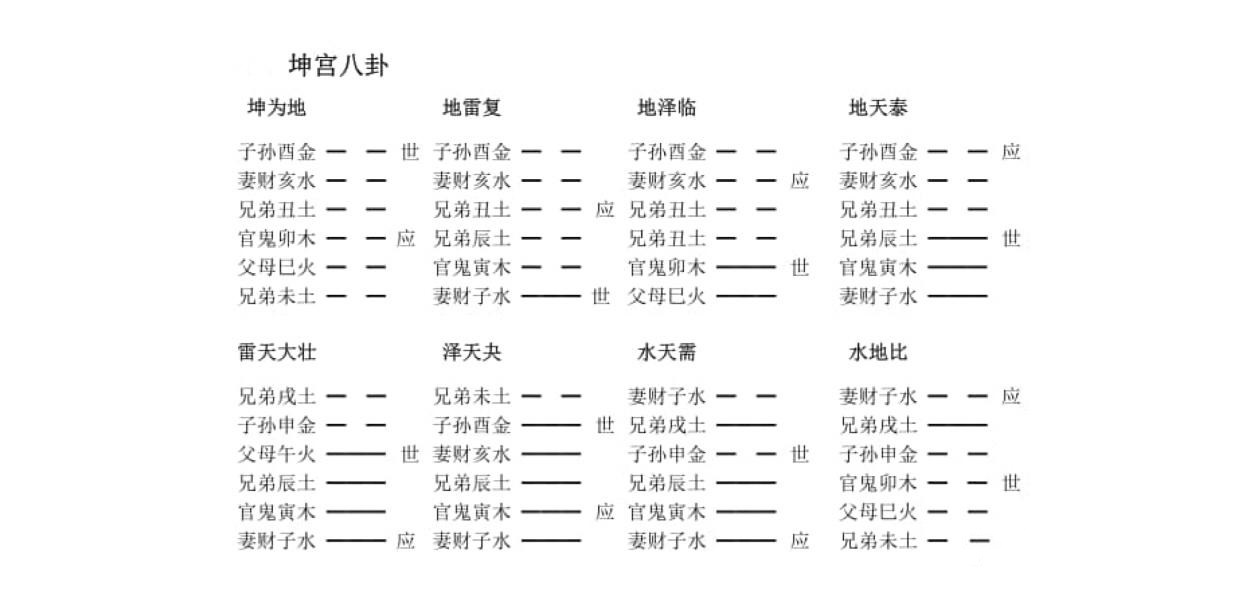 坤宫八卦
坤为地 地雷复 地泽临 地天泰
子孙酉金 世 子孙酉金 子孙酉金 子孙酉金 应
妻财亥水 妻财亥水 妻财亥水 应 妻财亥水
兄弟丑土 兄弟丑土 应 兄弟丑土 兄弟丑土
官鬼卯木 应 兄弟辰土 兄弟丑土 兄弟辰土 世
父母巳火 官鬼寅木 官鬼卯木 世 官鬼寅木
兄弟未土 妻财子水 世 父母巳火 妻财子水
雷天大壮 泽天夬 水天需 水地比
兄弟戌土 兄弟未土 妻财子水 妻财子水 应
子孙申金 子孙酉金 世 兄弟戌土 兄弟戌土
父母午火 世 妻财亥水 子孙申金 世 子孙申金
兄弟辰土 兄弟辰土 兄弟辰土 官鬼卯木 世
官鬼寅木 官鬼寅木 应 官鬼寅木 父母巳火
妻财子水 应 妻财子水 妻财子水 应 兄弟未土